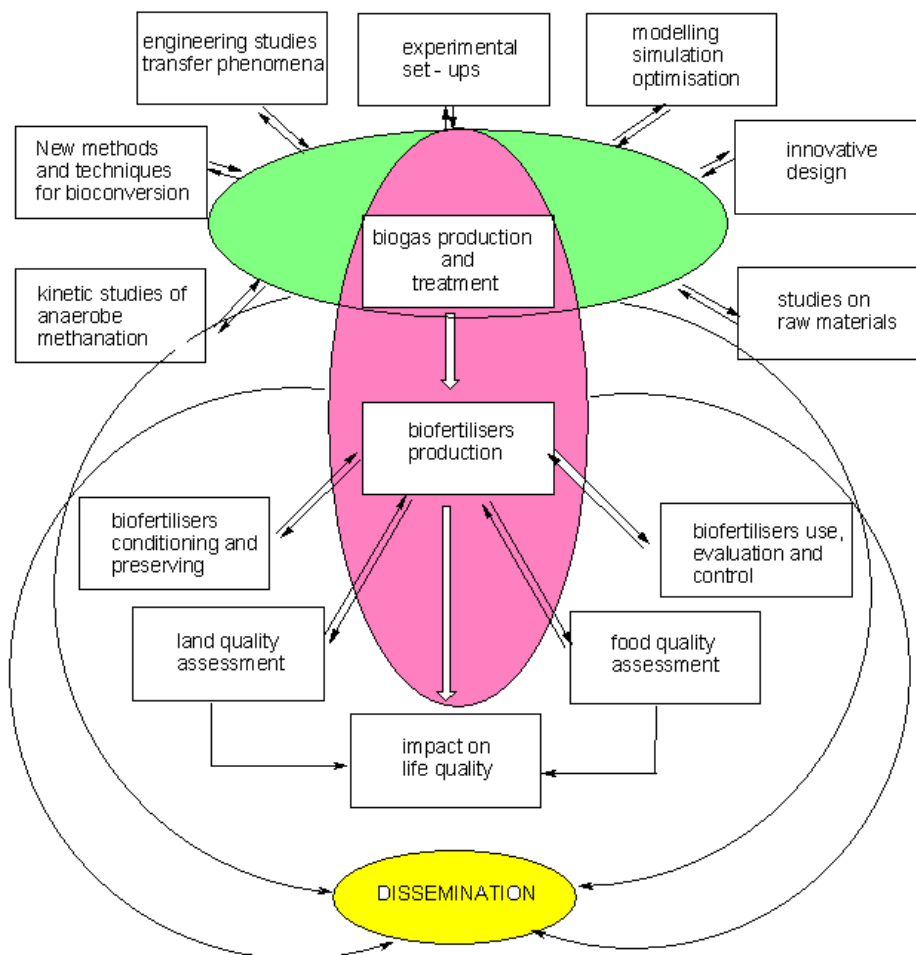 engineering studies
transfer phenomena
experimental
set - ups
modelling
simulation
optimisation
New methods
and techniques
for bioconversion
innovative
design
biogas production
and
treatment
kinetic studies of
anaerobe
methanation
studies on
raw materials
biofertilisers
production
biofertilisers
conditioning and
preserving
biofertilisers use,
evaluation and
control
land quality
assessment
food quality
assessment
impact on
life quality
DISSEMINATION